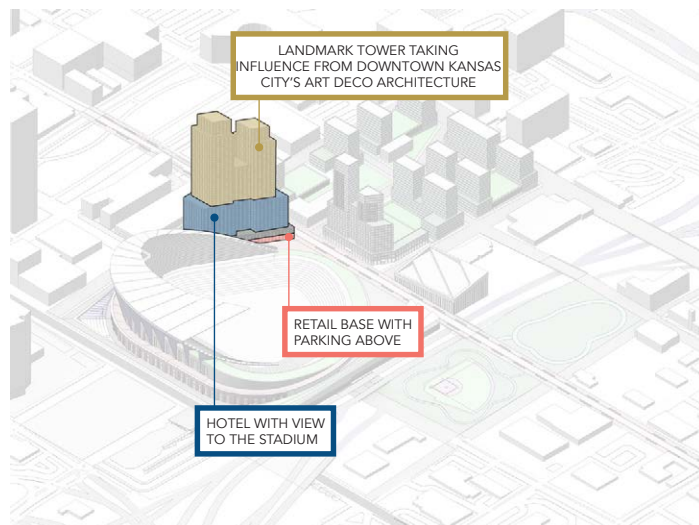 LANDMARK TOWER TAKING
INFLUENCE FROM DOWNTOWN KANSAS
CITY'S ART DECO ARCHITECTURE
RETAIL BASE WITH
PARKING ABOVE
HOTEL WITH VIEW
TO THE STADIUM